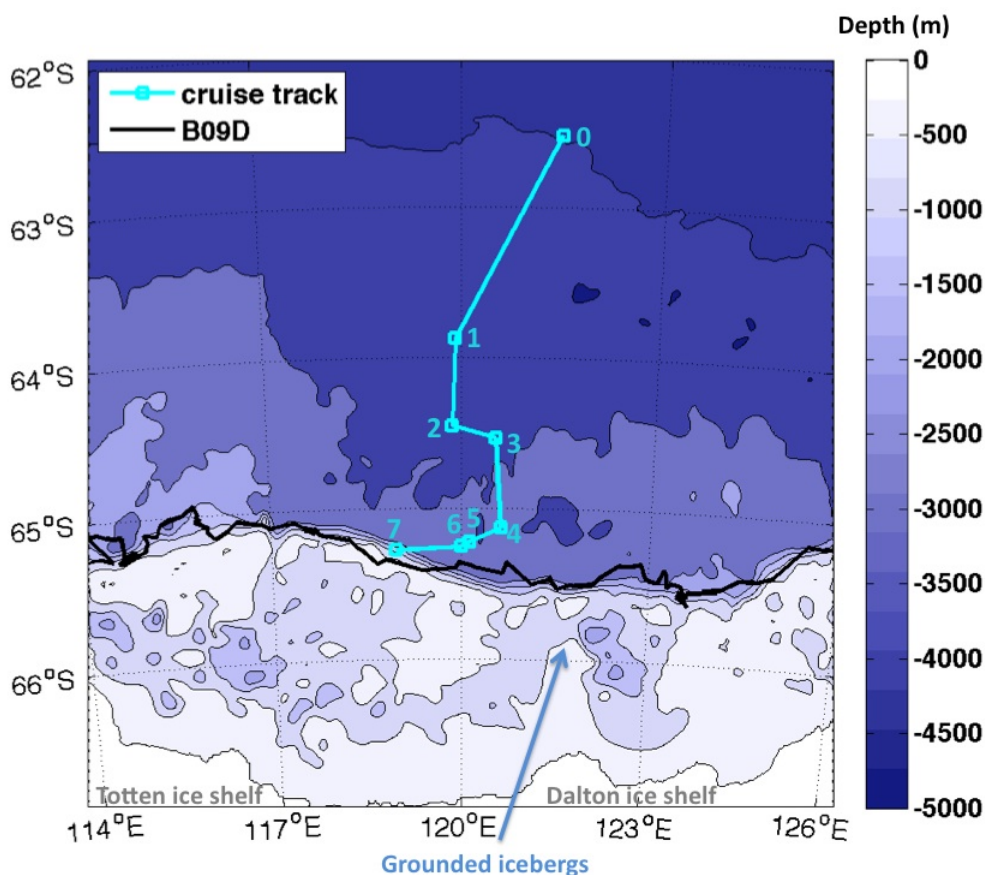 Depth (m)
cruise track
B09D
62°S
63°S
64°S
65°S
66°S
0
1
2
3
4
5
6
7
Totten ice shelf
Dalton ice shelf
114°E
117°E
120°E
123°E
126°E
Grounded icebergs
0
-500
-1000
-1500
-2000
-2500
-3000
-3500
-4000
-4500
-5000